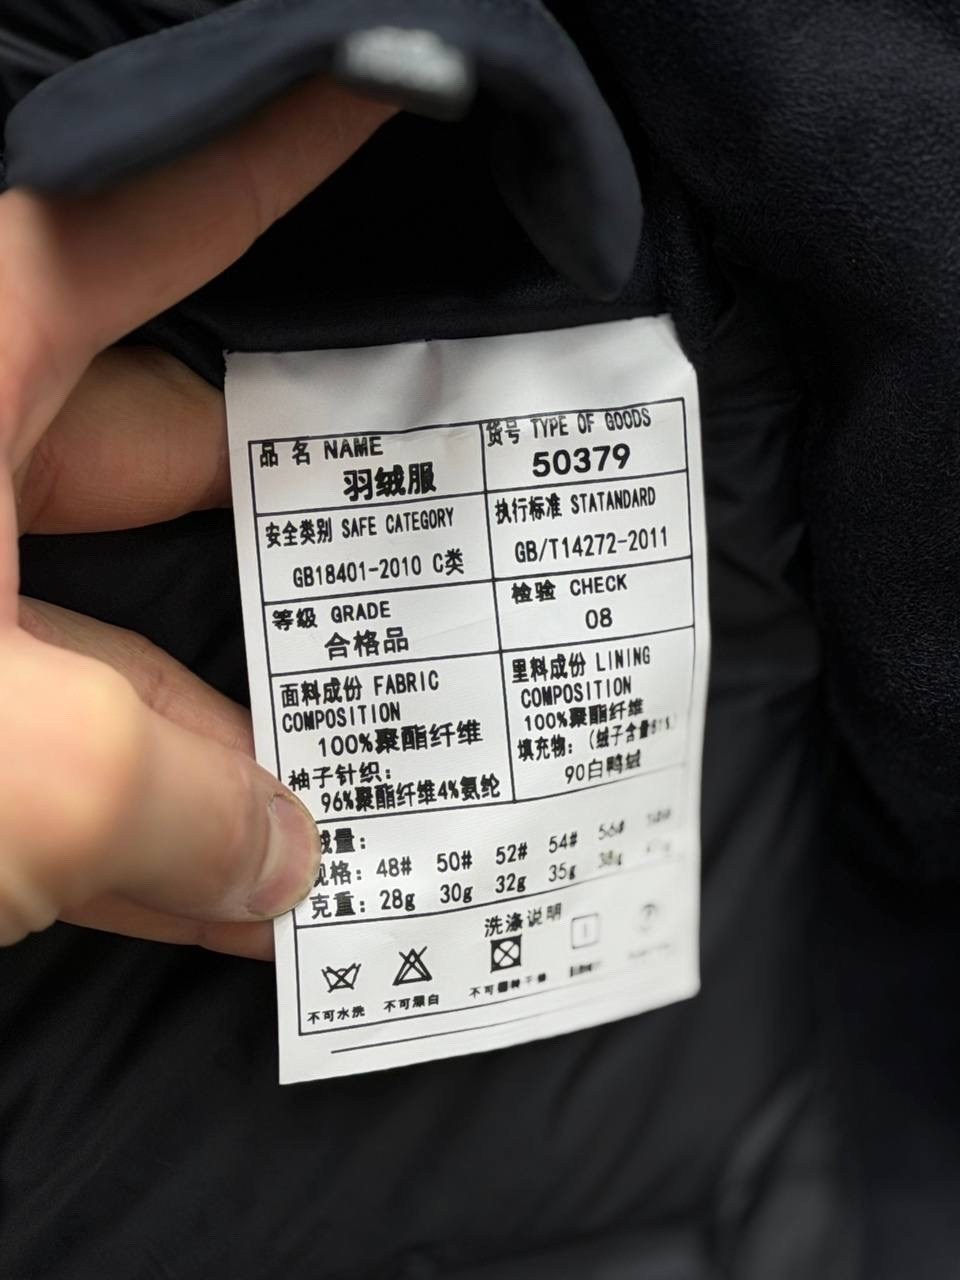 品 名 NAME
羽绒服
货号 TYPE OF GOODS
50379
安全类别 SAFE CATEGORY
GB18401-2010 C类
执行标准 STATANDARD
GB/T14272-2011
等级 GRADE
合格品
检验 CHECK
08
面料成份 FABRIC
COMPOSITION
100%聚酯纤维
袖子针织:
96%聚酯纤维4%氨纶
里料成份 LINING
COMPOSITION
100%聚酯纤维
填充物:(绒子含量
90白鸭绒
绒量:
规格: 48# 50# 52# 54# 56#
克重: 28g 30g 32g 35g 38g
洗涤说明
不可水洗
不可漂白